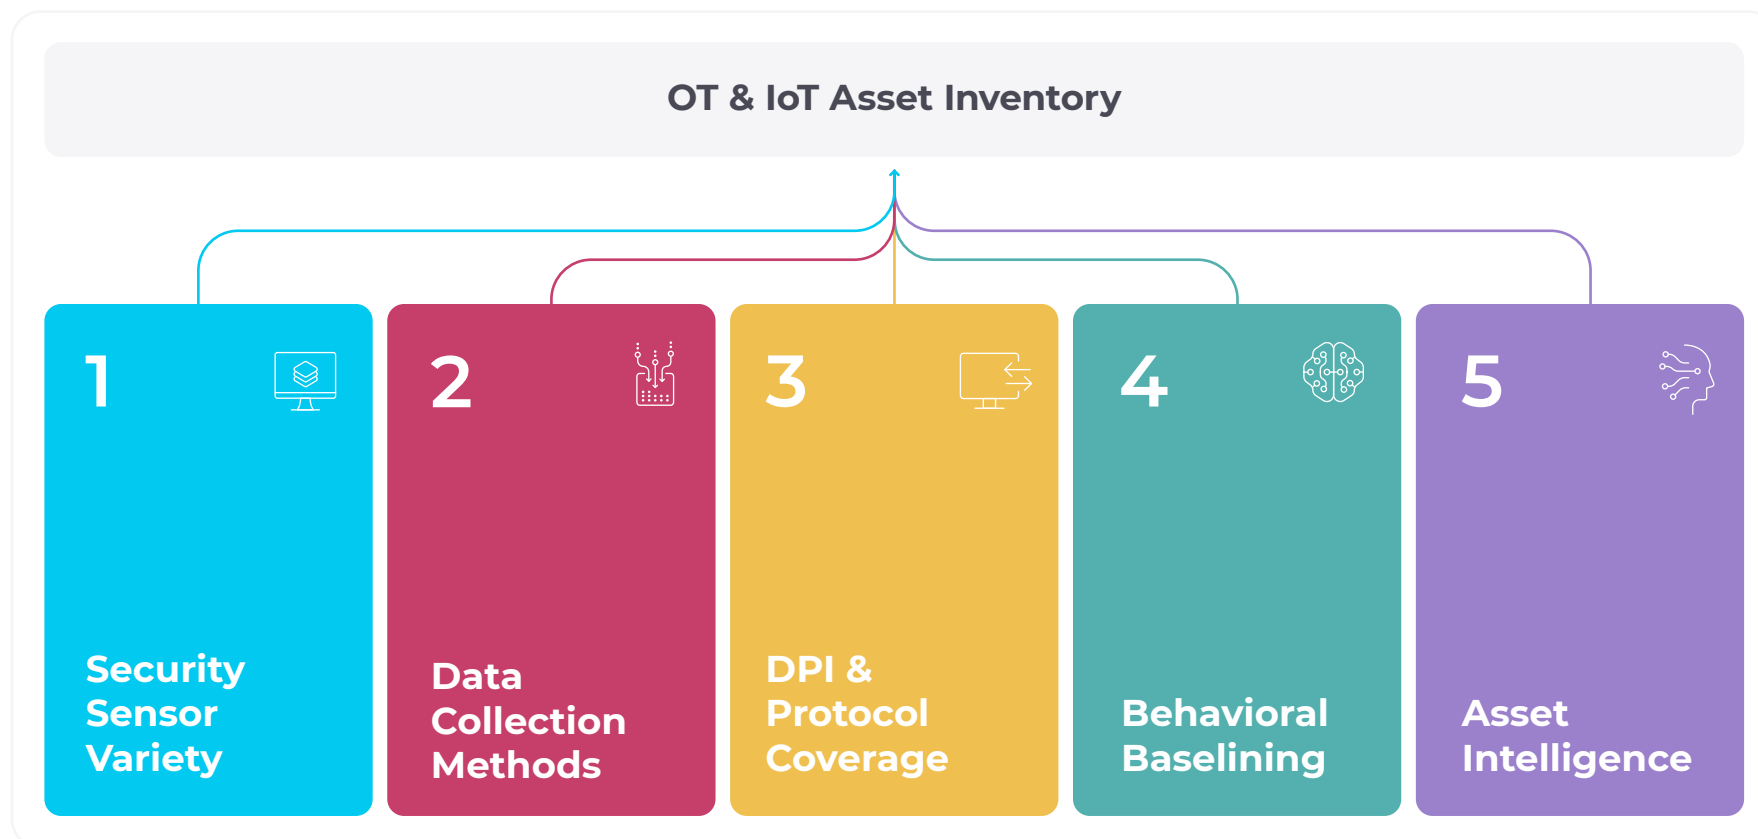 OT & IoT Asset Inventory
1
Security
Sensor
Variety
2
Data
Collection
Methods
3
DPI &
Protocol
Coverage
4
Behavioral
Baselining
5
Asset
Intelligence